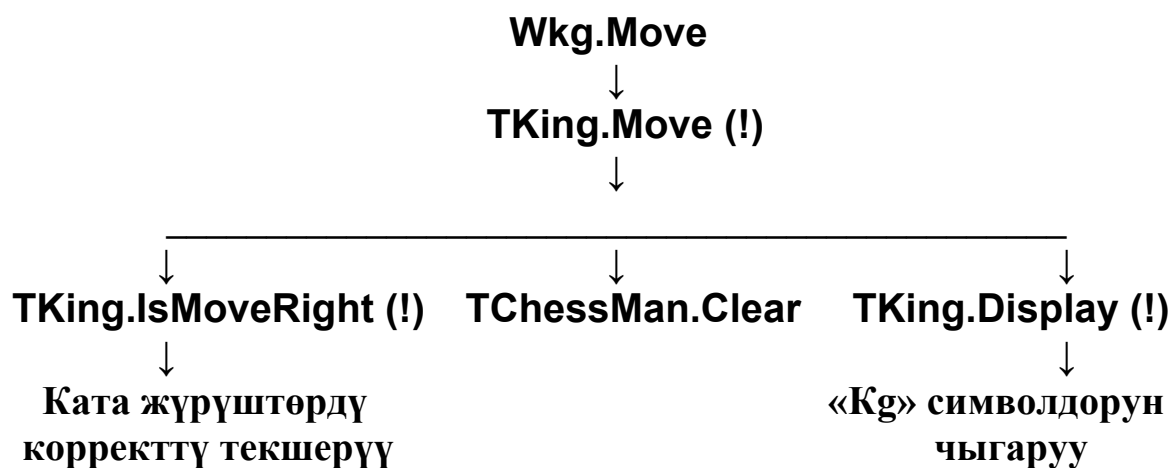 Wkg.Move
↓
TKing.Move (!)
↓
↓ ↓ ↓
TKing.IsMoveRight (!) TChessMan.Clear TKing.Display (!)
↓ ↓
Ката жүрүштөрдү «Kg» символдорун
корректтү текшерүү чыгаруу